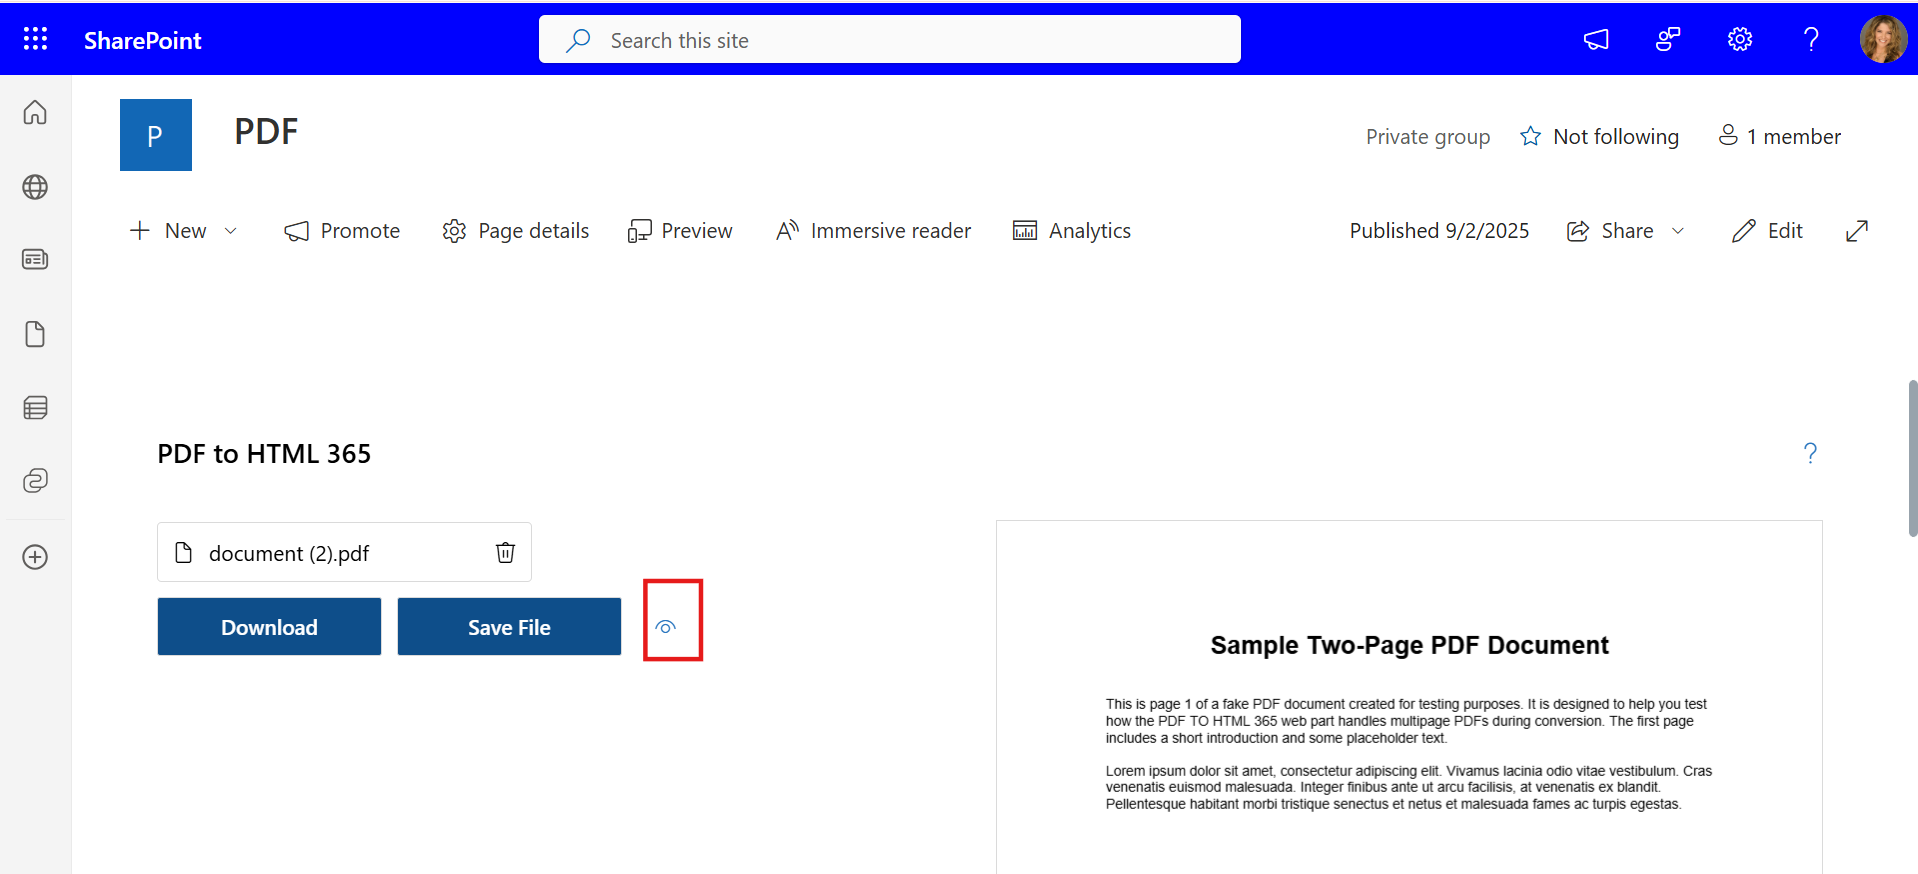 SharePoint
Search this site
?
P
PDF
Private group
Not following
1 member
New
Promote
Page details
Preview
Immersive reader
Analytics
Published 9/2/2025
Share
Edit
PDF to HTML 365
?
document (2).pdf
Download
Save File
Sample Two-Page PDF Document
This is page 1 of a fake PDF document created for testing purposes. It is designed to help you test
how the PDF TO HTML 365 web part handles multipage PDFs during conversion. The first page
includes a short introduction and some placeholder text.
Lorem ipsum dolor sit amet, consectetur adipiscing elit. Vivamus lacinia odio vitae vestibulum. Cras
venenatis euismod malesuada. Integer finibus ante ut arcu facilisis, at venenatis ex blandit.
Pellentesque habitant morbi tristique senectus et netus et malesuada fames ac turpis egestas.